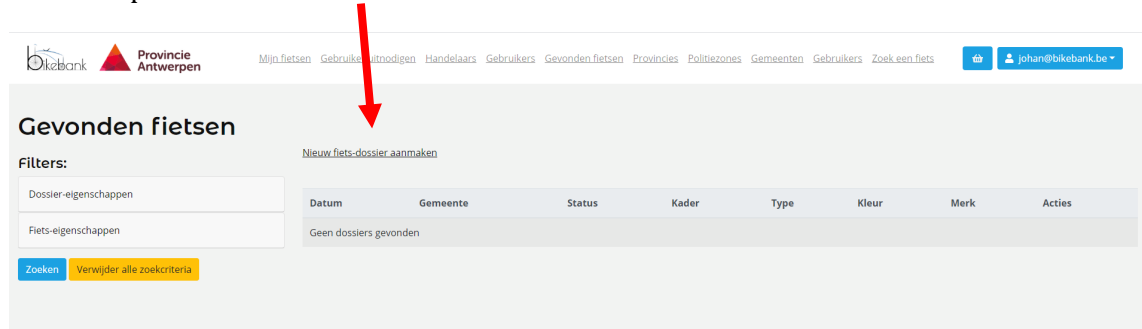 bikebank Provincie Antwerpen Mijn fietsen Gebruiker uitnodigen Handelaars Gebruikers Gevonden fietsen Provincies Politiezones Gemeenten Gebruikers Zoek een fiets johan@bikebank.be
Gevonden fietsen
Nieuw fiets-dossier aanmaken
Filters:
Dossier-eigenschappen
Fiets-eigenschappen
Zoeken Verwijder alle zoekcriteria
Datum Gemeente Status Kader Type Kleur Merk Acties
Geen dossiers gevonden